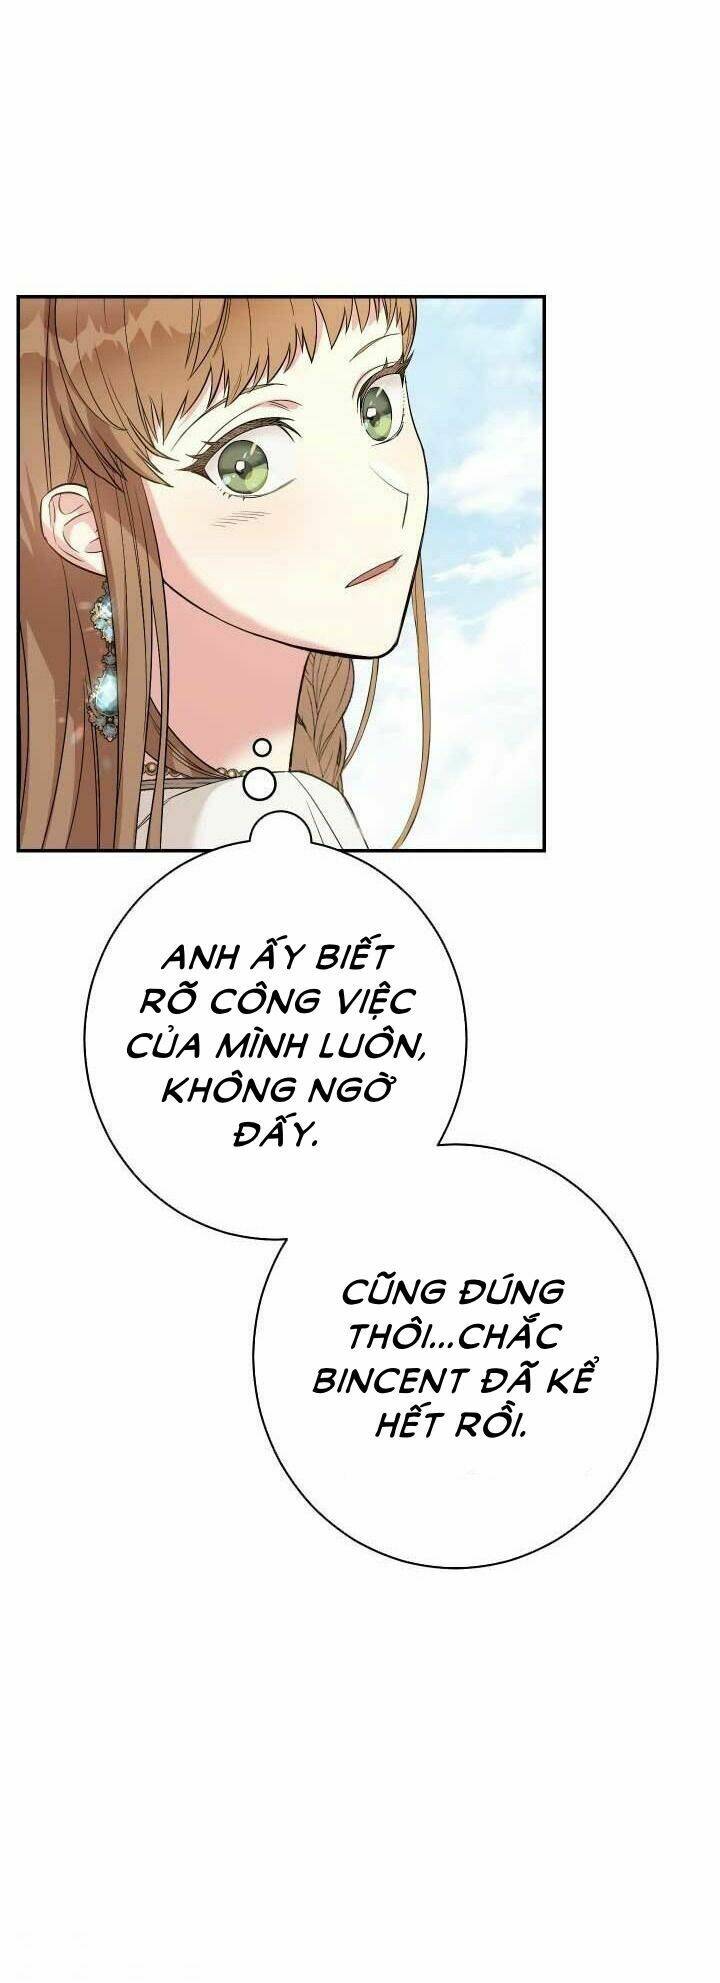 ANH ẤY BIẾT
RÕ CÔNG VIỆC
CỦA MÌNH LUÔN,
KHÔNG NGỜ
ĐẤY.
CŨNG ĐÚNG
THÔI...CHẮC
BINCENT ĐÃ KỂ
HẾT RỒI.